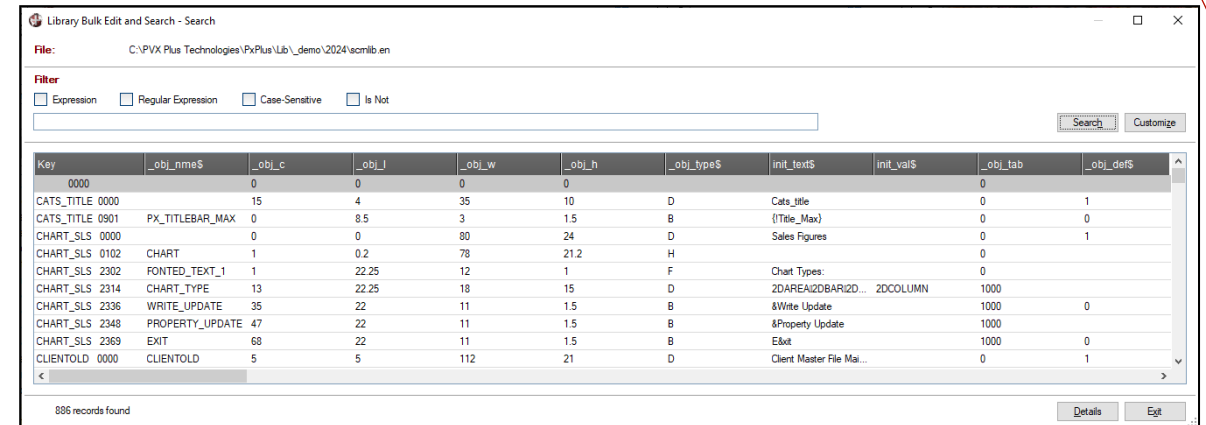 Library Bulk Edit and Search - Search
File: C:\PVX Plus Technologies\PxPlus\Lib\_demo\2024\scmlib.en
Filter
Expression Regular Expression Case-Sensitive Is Not
Search Customize
Key _obj_nme$ _obj_c _obj_l _obj_w _obj_h _obj_type$ init_text$ init_val$ _obj_tab _obj_def$
0000 0 0 0 0 0
CATS_TITLE 0000 15 4 35 10 D Cats_title 0 1
CATS_TITLE 0901 PX_TITLEBAR_MAX 0 8.5 3 1.5 B {!Title_Max} 0 0
CHART_SLS 0000 0 0 80 24 D Sales Figures 0 1
CHART_SLS 0102 CHART 1 0.2 78 21.2 H 0
CHART_SLS 2302 FONTED_TEXT_1 1 22.25 12 1 F Chart Types: 0
CHART_SLS 2314 CHART_TYPE 13 22.25 18 15 D 2DAREA|2DBAR|2D... 2DCOLUMN 1000
CHART_SLS 2336 WRITE_UPDATE 35 22 11 1.5 B &Write Update 1000 0
CHART_SLS 2348 PROPERTY_UPDATE 47 22 11 1.5 B &Property Update 1000
CHART_SLS 2369 EXIT 68 22 11 1.5 B E&xit 1000 0
CLIENTOLD 0000 CLIENTOLD 5 5 112 21 D Client Master File Mai... 0 1
886 records found Details Exit